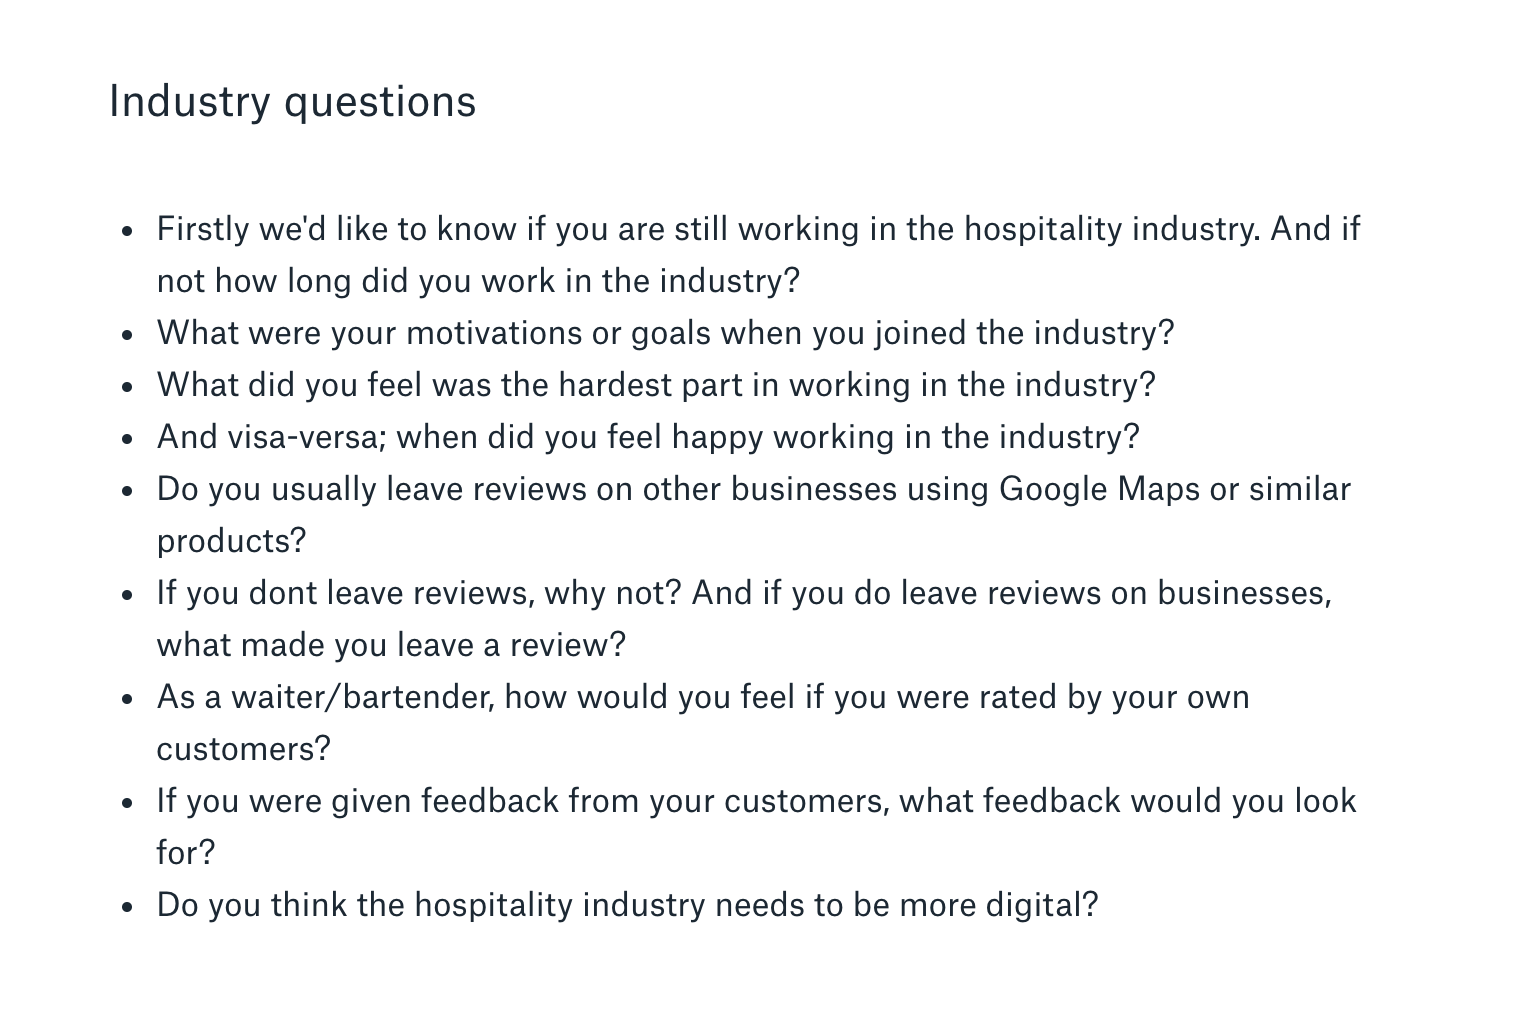 Industry questions
• Firstly we'd like to know if you are still working in the hospitality industry. And if
not how long did you work in the industry?
• What were your motivations or goals when you joined the industry?
• What did you feel was the hardest part in working in the industry?
• And visa-versa; when did you feel happy working in the industry?
• Do you usually leave reviews on other businesses using Google Maps or similar
products?
• If you dont leave reviews, why not? And if you do leave reviews on businesses,
what made you leave a review?
• As a waiter/bartender, how would you feel if you were rated by your own
customers?
• If you were given feedback from your customers, what feedback would you look
for?
• Do you think the hospitality industry needs to be more digital?